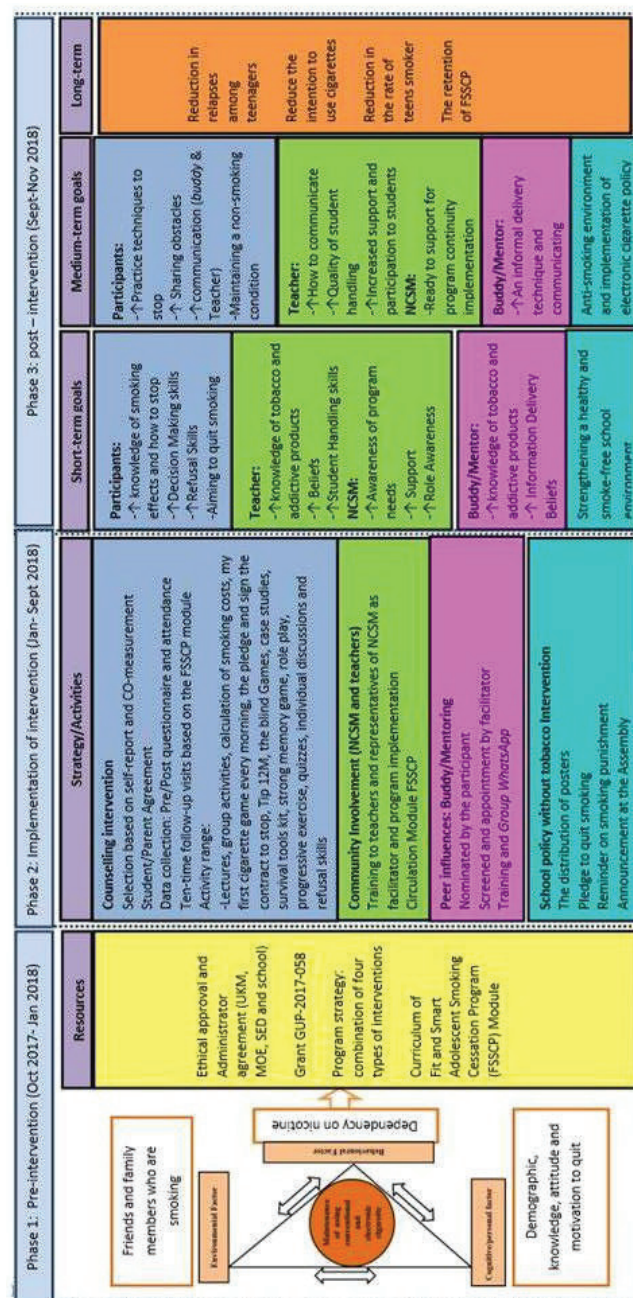 Phase 1: Pre-intervention (Oct 2017- Jan 2018)
Friends and family
members who are
smoking
Environmental Factor
Maintenance
of using
conventional
and
electronic
cigarette
Behavioural Factor
Dependency on nicotine
Cognitive/personal factor
Demographic,
knowledge, attitude and
motivation to quit
Resources
Ethical approval and
Administrator
agreement (UKM,
MOE, SED and school)
Grant GUP-2017-058
Program strategy:
combination of four
types of interventions
Curriculum of
Fit and Smart
Adolescent Smoking
Cessation Program
(FSSCP) Module
Phase 2: Implementation of intervention (Jan- Sept 2018)
Strategy/Activities
Counselling intervention
Selection based on self-report and CO-measurement
Student/Parent Agreement
Data collection: Pre/Post questionnaire and attendance
Ten-time follow-up visits based on the FSSCP module
Activity range:
-Lectures, group activities, calculation of smoking costs, my
first cigarette game every morning, the pledge and sign the
contract to stop, Tip 12M, the blind Games, case studies,
survival tools kit, strong memory game, role play,
progressive exercise, quizzes, individual discussions and
refusal skills
Community Involvement (NCSM and teachers)
Training to teachers and representatives of NCSM as
facilitator and program implementation
Circulation Module FSSCP
Peer influences: Buddy/Mentoring
Nominated by the participant
Screened and appointment by facilitator
Training and Group WhatsApp
School policy without tobacco Intervention
The distribution of posters
Pledge to quit smoking
Reminder on smoking punishment
Announcement at the Assembly
Phase 3: post – intervention (Sept-Nov 2018)
Short-term goals
Participants:
-↑ knowledge of smoking
effects and how to stop
-↑Decision Making skills
-↑Refusal Skills
-Aiming to quit smoking
Teacher:
-↑knowledge of tobacco and
addictive products
-↑ Beliefs
-↑Student Handling skills
NCSM:
-↑Awareness of program
needs
-↑ Support
-↑Role Awareness
Buddy/Mentor:
-↑ knowledge of tobacco and
addictive products
-↑ Information Delivery
Beliefs
Strengthening a healthy and
smoke-free school
environment
Medium-term goals
Participants:
-↑Practice techniques to
stop
-↑ Sharing obstacles
-↑communication (buddy &
Teacher)
-Maintaining a non-smoking
condition
Teacher:
-↑How to communicate
-↑Quality of student
handling
-↑Increased support and
participation to students
NCSM:
-Ready to support for
program continuity
implementation
Buddy/Mentor:
-↑An informal delivery
technique and
communicating
Anti-smoking environment
and implementation of
electronic cigarette policy
Long-term
Reduction in
relapses
among
teenagers
Reduce the
intention to
use cigarettes
Reduction in
the rate of
teens smoker
The retention
of FSSCP